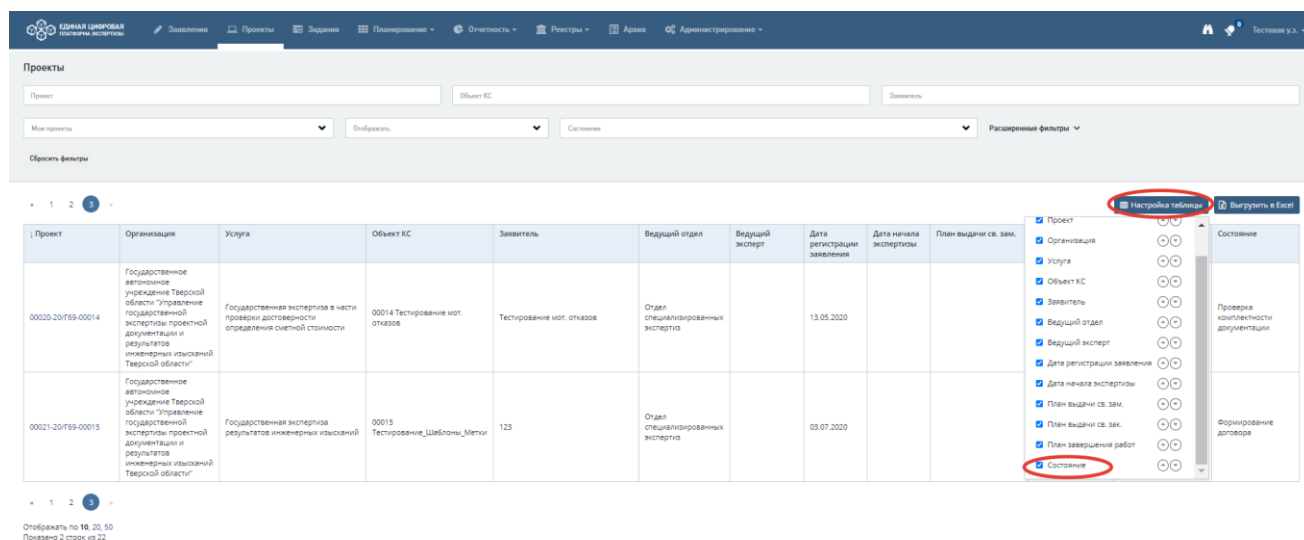 ЕДИНАЯ ЦИФРОВАЯ
ПЛАТФОРМА ЭКСПЕРТИЗЫ
Заявления
Проекты
Задания
Планирование
Отчетность
Реестры
Архив
Администрирование
0
Тестовая у.з.
Проекты
Проект
Объект КС
Заявитель
Мои проекты
Отображать
Состояние
Расширенные фильтры
Сбросить фильтры
« 1 2 3 »
Настройка таблицы
Выгрузить в Excel
↓ Проект
Организация
Услуга
Объект КС
Заявитель
Ведущий отдел
Ведущий
эксперт
Дата
регистрации
заявления
Дата начала
экспертизы
План выдачи св. зам.
Состояние
00020-20/Г69-00014
Государственное
автономное
учреждение Тверской
области "Управление
государственной
экспертизы проектной
документации и
результатов
инженерных изысканий
Тверской области"
Государственная экспертиза в части
проверки достоверности
определения сметной стоимости
00014 Тестирование мот.
отказов
Тестирование мот. отказов
Отдел
специализированных
экспертиз
13.05.2020
Проверка
комплектности
документации
00021-20/Г69-00015
Государственное
автономное
учреждение Тверской
области "Управление
государственной
экспертизы проектной
документации и
результатов
инженерных изысканий
Тверской области"
Государственная экспертиза
результатов инженерных изысканий
00015
Тестирование_Шаблоны_Метки
123
Отдел
специализированных
экспертиз
03.07.2020
Формирование
договора
Проект
Организация
Услуга
Объект КС
Заявитель
Ведущий отдел
Ведущий эксперт
Дата регистрации заявления
Дата начала экспертизы
План выдачи св. зам.
План выдачи св. зак.
План завершения работ
Состояние
« 1 2 3 »
Отображать по 10, 20, 50
Показано 2 строк из 22